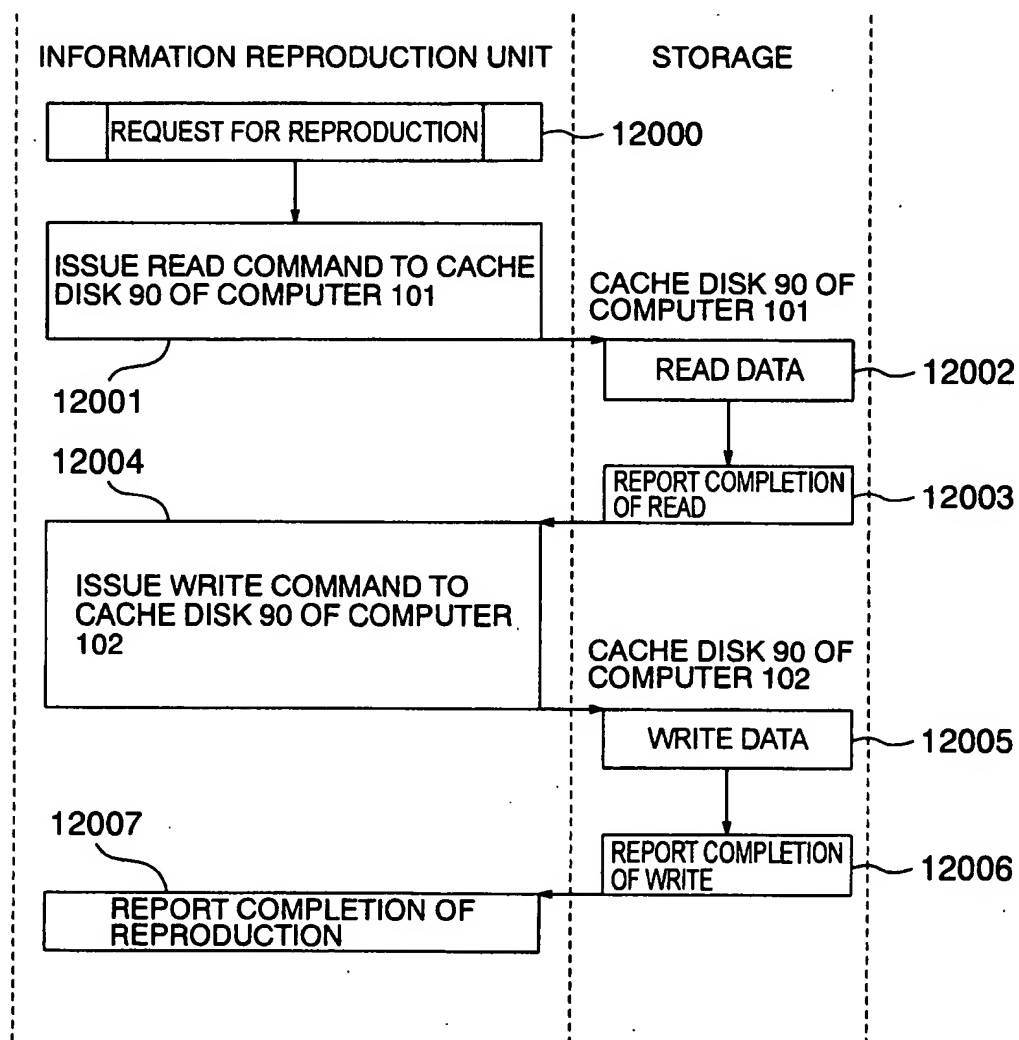 INFORMATION REPRODUCTION UNIT
STORAGE
REQUEST FOR REPRODUCTION
12000
ISSUE READ COMMAND TO CACHE
DISK 90 OF COMPUTER 101
CACHE DISK 90 OF
COMPUTER 101
READ DATA
12002
12001
12004
REPORT COMPLETION
OF READ
12003
ISSUE WRITE COMMAND TO
CACHE DISK 90 OF COMPUTER
102
CACHE DISK 90 OF
COMPUTER 102
WRITE DATA
12005
12007
REPORT COMPLETION
OF WRITE
12006
REPORT COMPLETION OF
REPRODUCTION